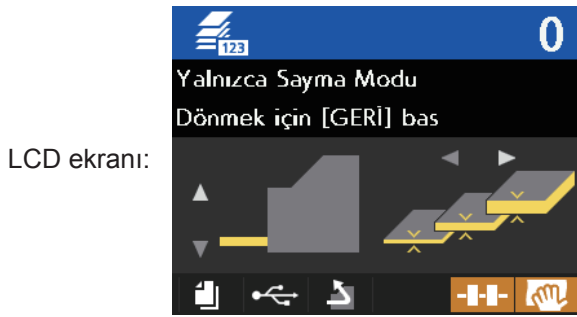 LCD ekranı:
123
0
Yalnızca Sayma Modu
Dönmek için [GERİ] bas